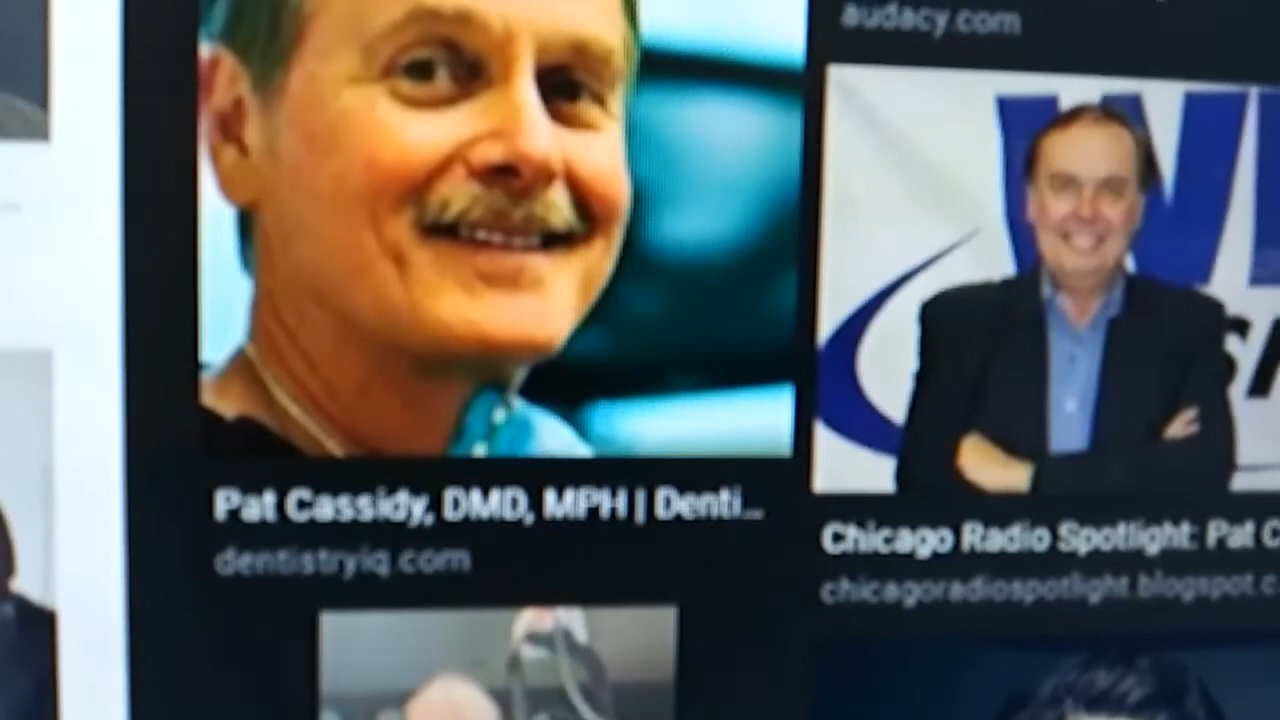 audacy.com
Pat Cassidy, DMD, MPH | Denti...
dentistryiq.com
Chicago Radio Spotlight: Pat C
chicagoradiospotlight.blogspot.c